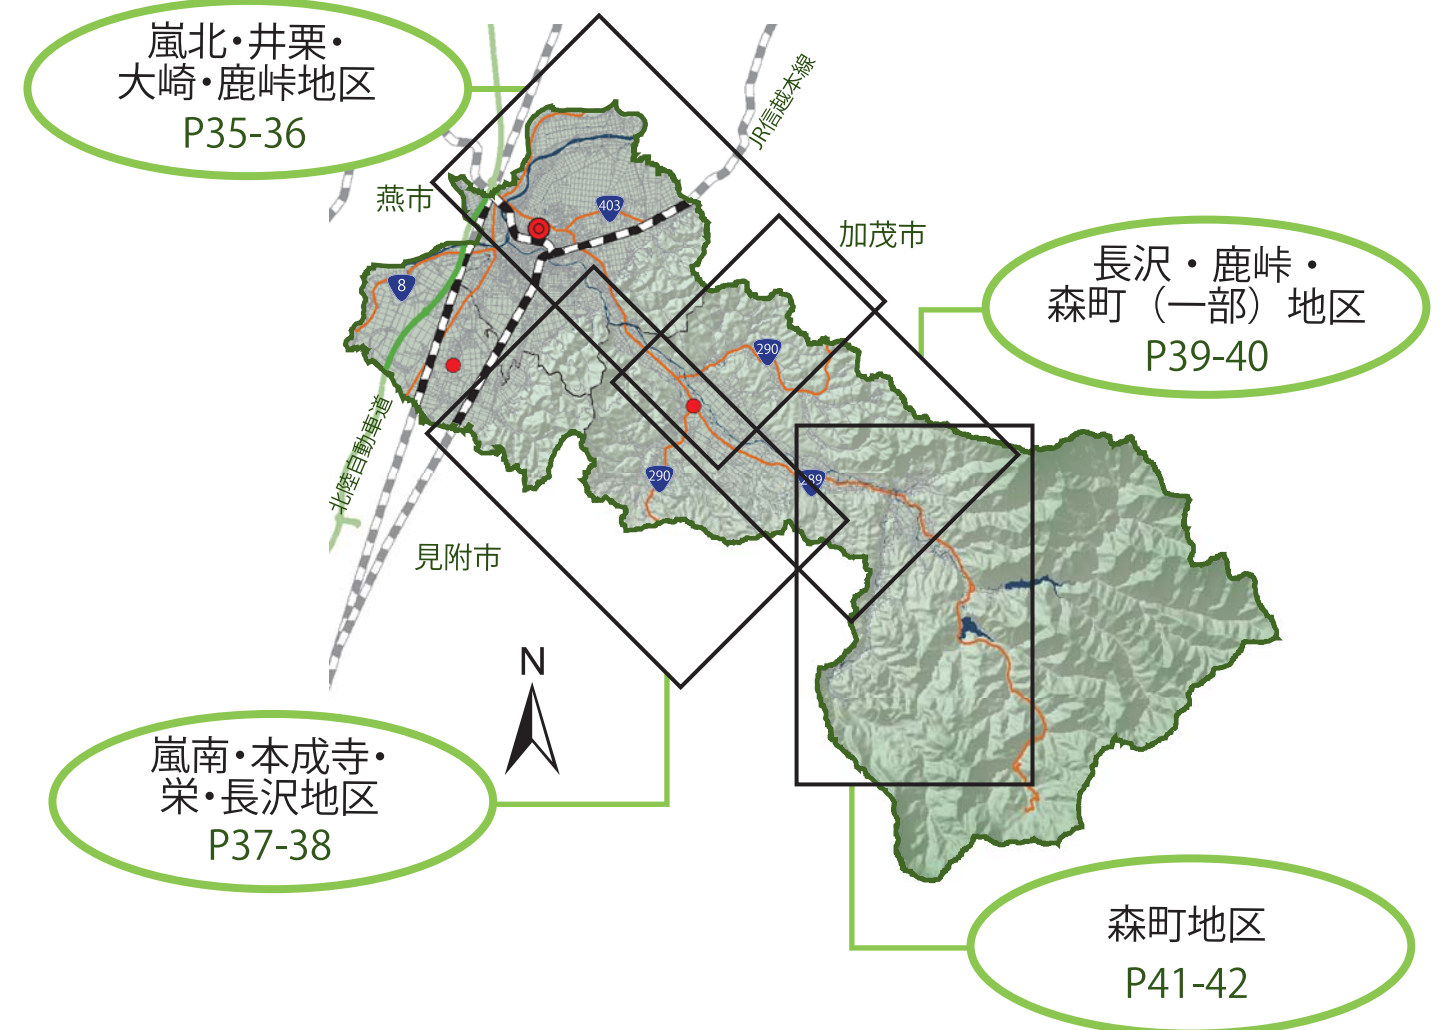 嵐北・井栗・
大崎・鹿峠地区
P35-36
JR信越本線
燕市
403
加茂市
長沢・鹿峠・
森町（一部）地区
P39-40
8
290
北陸自動車道
290
289
見附市
N
嵐南・本成寺・
栄・長沢地区
P37-38
森町地区
P41-42